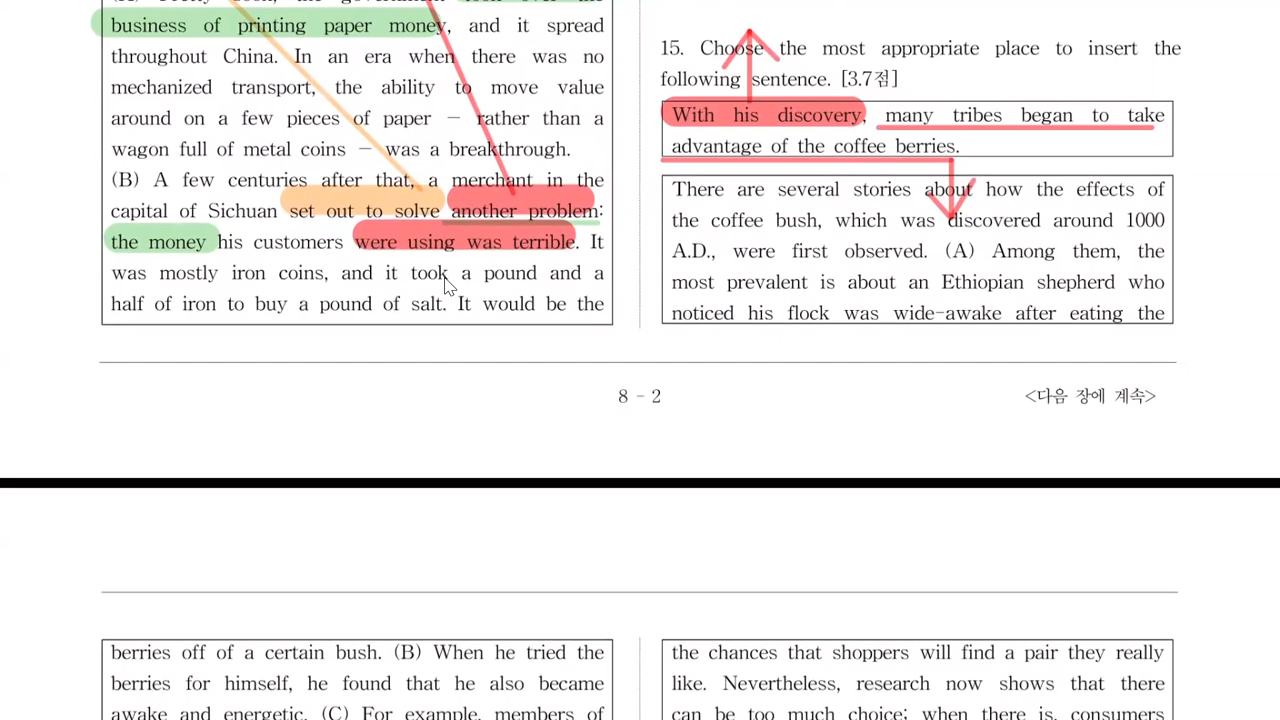 business of printing paper money, and it spread
throughout China. In an era when there was no
mechanized transport, the ability to move value
around on a few pieces of paper － rather than a
wagon full of metal coins － was a breakthrough.
(B) A few centuries after that, a merchant in the
capital of Sichuan set out to solve another problem:
the money his customers were using was terrible. It
was mostly iron coins, and it took a pound and a
half of iron to buy a pound of salt. It would be the
15. Choose the most appropriate place to insert the
following sentence. [3.7점]
With his discovery, many tribes began to take
advantage of the coffee berries.
There are several stories about how the effects of
the coffee bush, which was discovered around 1000
A.D., were first observed. (A) Among them, the
most prevalent is about an Ethiopian shepherd who
noticed his flock was wide-awake after eating the
8 - 2
<다음 장에 계속>
berries off of a certain bush. (B) When he tried the
berries for himself, he found that he also became
awake and energetic. (C) For example, members of
the chances that shoppers will find a pair they really
like. Nevertheless, research now shows that there
can be too much choice; when there is, consumers